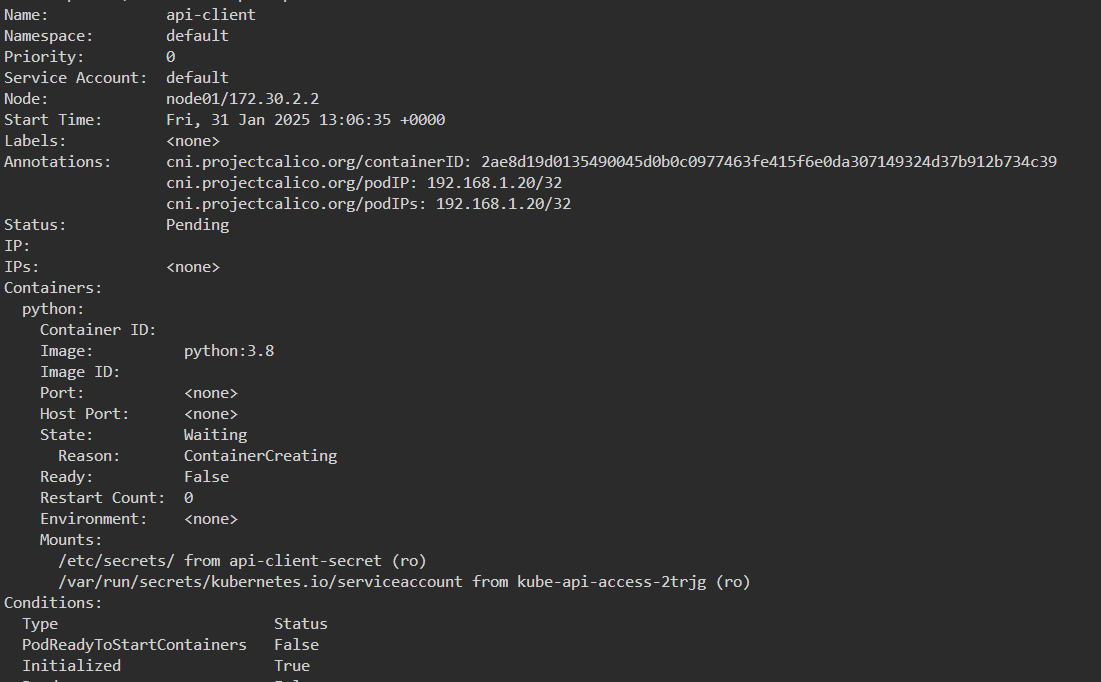 Name:             api-client
Namespace:        default
Priority:         0
Service Account:  default
Node:             node01/172.30.2.2
Start Time:       Fri, 31 Jan 2025 13:06:35 +0000
Labels:           <none>
Annotations:      cni.projectcalico.org/containerID: 2ae8d19d0135490045d0b0c0977463fe415f6e0da307149324d37b912b734c39
                  cni.projectcalico.org/podIP: 192.168.1.20/32
                  cni.projectcalico.org/podIPs: 192.168.1.20/32
Status:           Pending
IP:
IPs:              <none>
Containers:
  python:
    Container ID:
    Image:          python:3.8
    Image ID:
    Port:           <none>
    Host Port:      <none>
    State:          Waiting
      Reason:       ContainerCreating
    Ready:          False
    Restart Count:  0
    Environment:    <none>
    Mounts:
      /etc/secrets/ from api-client-secret (ro)
      /var/run/secrets/kubernetes.io/serviceaccount from kube-api-access-2trjg (ro)
Conditions:
  Type                        Status
  PodReadyToStartContainers   False
  Initialized                 True